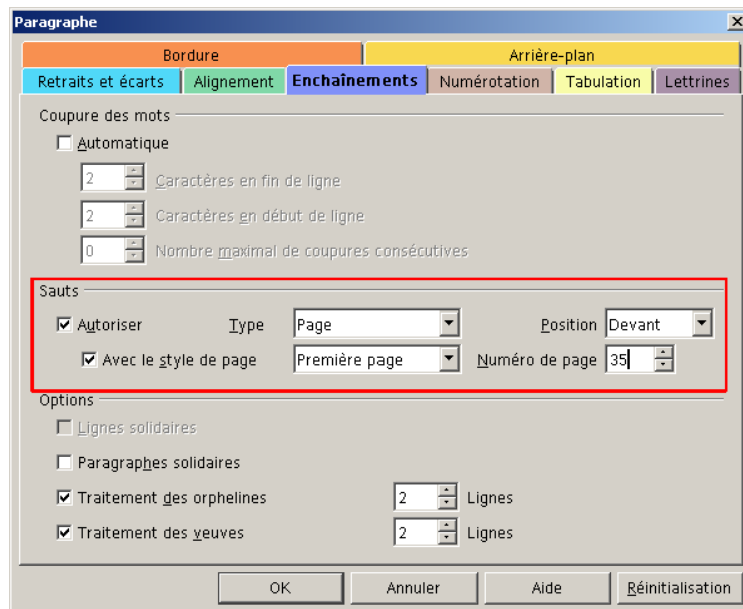 Paragraphe
Bordure Arrière-plan
Retraits et écarts Alignement Enchaînements Numérotation Tabulation Lettrines
Coupure des mots
Automatique
2 Caractères en fin de ligne
2 Caractères en début de ligne
0 Nombre maximal de coupures consécutives
Sauts
Autoriser Type Page Position Devant
Avec le style de page Première page Numéro de page 35
Options
Lignes solidaires
Paragraphes solidaires
Traitement des orphelines 2 Lignes
Traitement des veuves 2 Lignes
OK Annuler Aide Réinitialisation